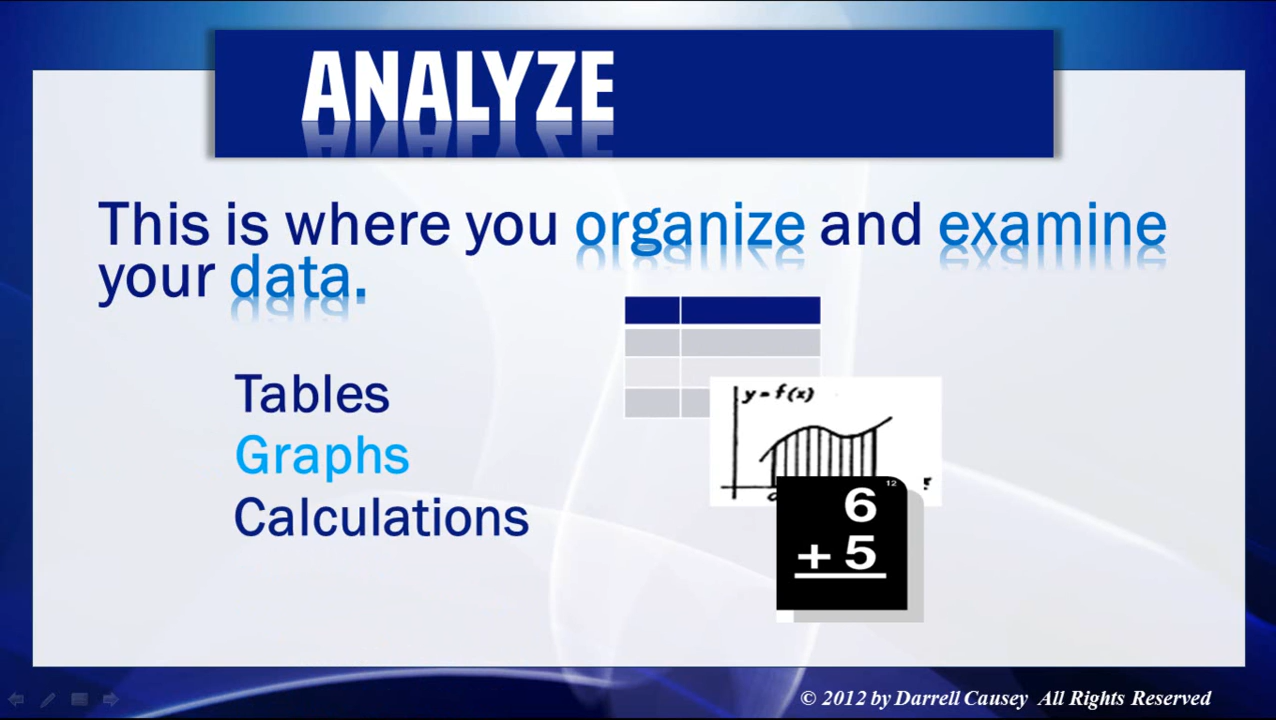 ANALYZE
This is where you organize and examine
your data.
Tables
Graphs
Calculations
y = f(x)
12
6
+ 5
© 2012 by Darrell Causey All Rights Reserved